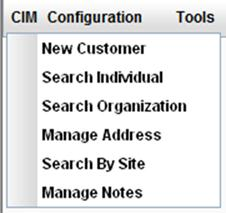 CIM Configuration Tools
New Customer
Search Individual
Search Organization
Manage Address
Search By Site
Manage Notes